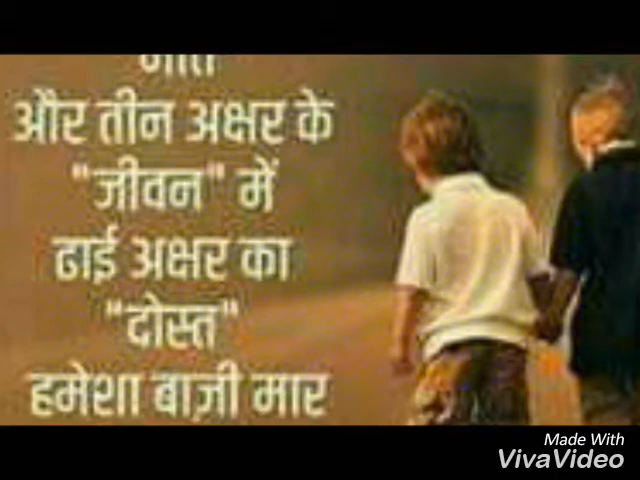 और तीन अक्षर के
"जीवन" में
ढाई अक्षर का
"दोस्त"
हमेशा बाज़ी मार
Made With
VivaVideo